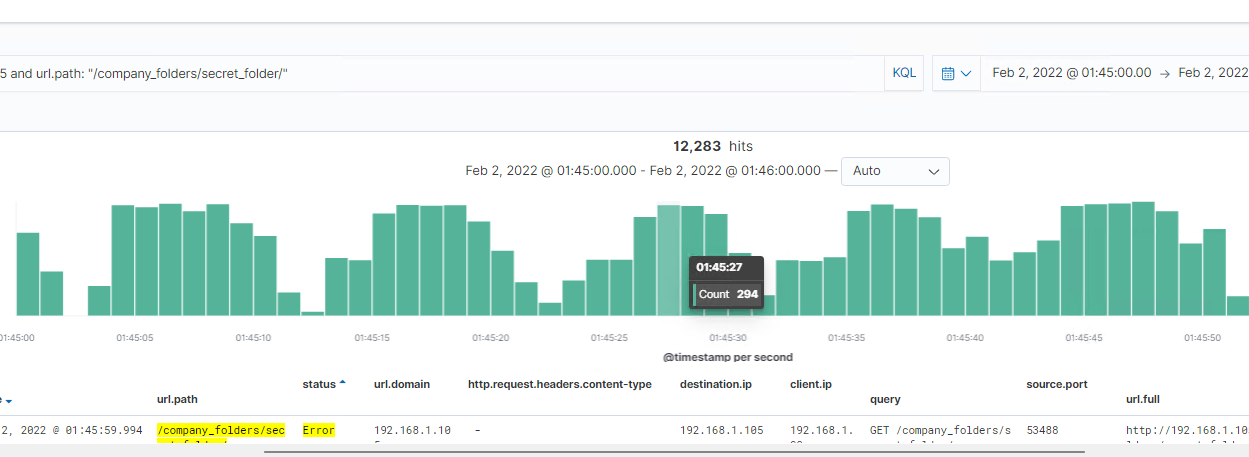 5 and url.path: "/company_folders/secret_folder/"
KQL
Feb 2, 2022 @ 01:45:00.00 → Feb 2, 2022
12,283 hits
Feb 2, 2022 @ 01:45:00.000 - Feb 2, 2022 @ 01:46:00.000 —
Auto
01:45:27
Count 294
01:45:00 01:45:05 01:45:10 01:45:15 01:45:20 01:45:25 01:45:30 01:45:35 01:45:40 01:45:45 01:45:50
@timestamp per second
status url.domain http.request.headers.content-type destination.ip client.ip source.port
url.path query url.full
2, 2022 @ 01:45:59.994 /company_folders/sec Error 192.168.1.10 - 192.168.1.105 192.168.1. GET /company_folders/s 53488 http://192.168.1.10